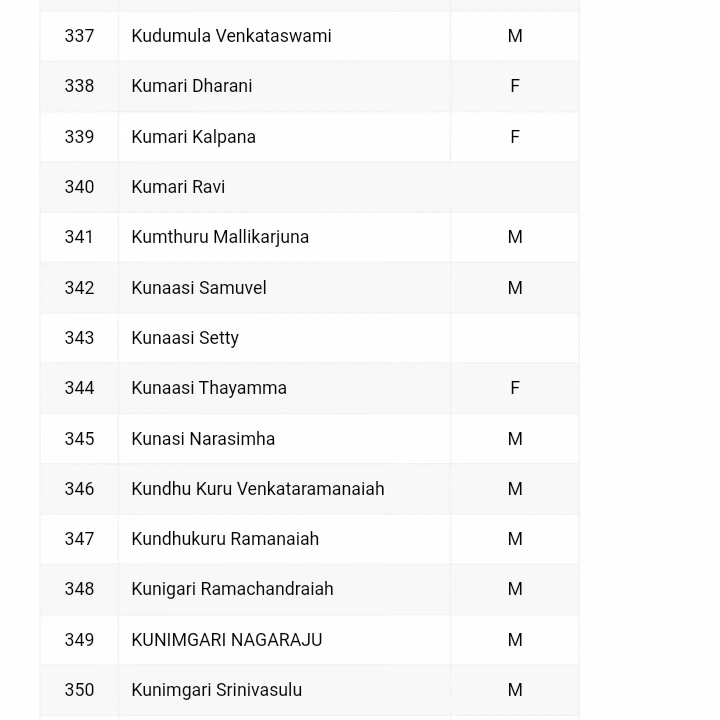 337 Kudumula Venkataswami M
338 Kumari Dharani F
339 Kumari Kalpana F
340 Kumari Ravi
341 Kumthuru Mallikarjuna M
342 Kunaasi Samuvel M
343 Kunaasi Setty
344 Kunaasi Thayamma F
345 Kunasi Narasimha M
346 Kundhu Kuru Venkataramanaiah M
347 Kundhukuru Ramanaiah M
348 Kunigari Ramachandraiah M
349 KUNIMGARI NAGARAJU M
350 Kunimgari Srinivasulu M